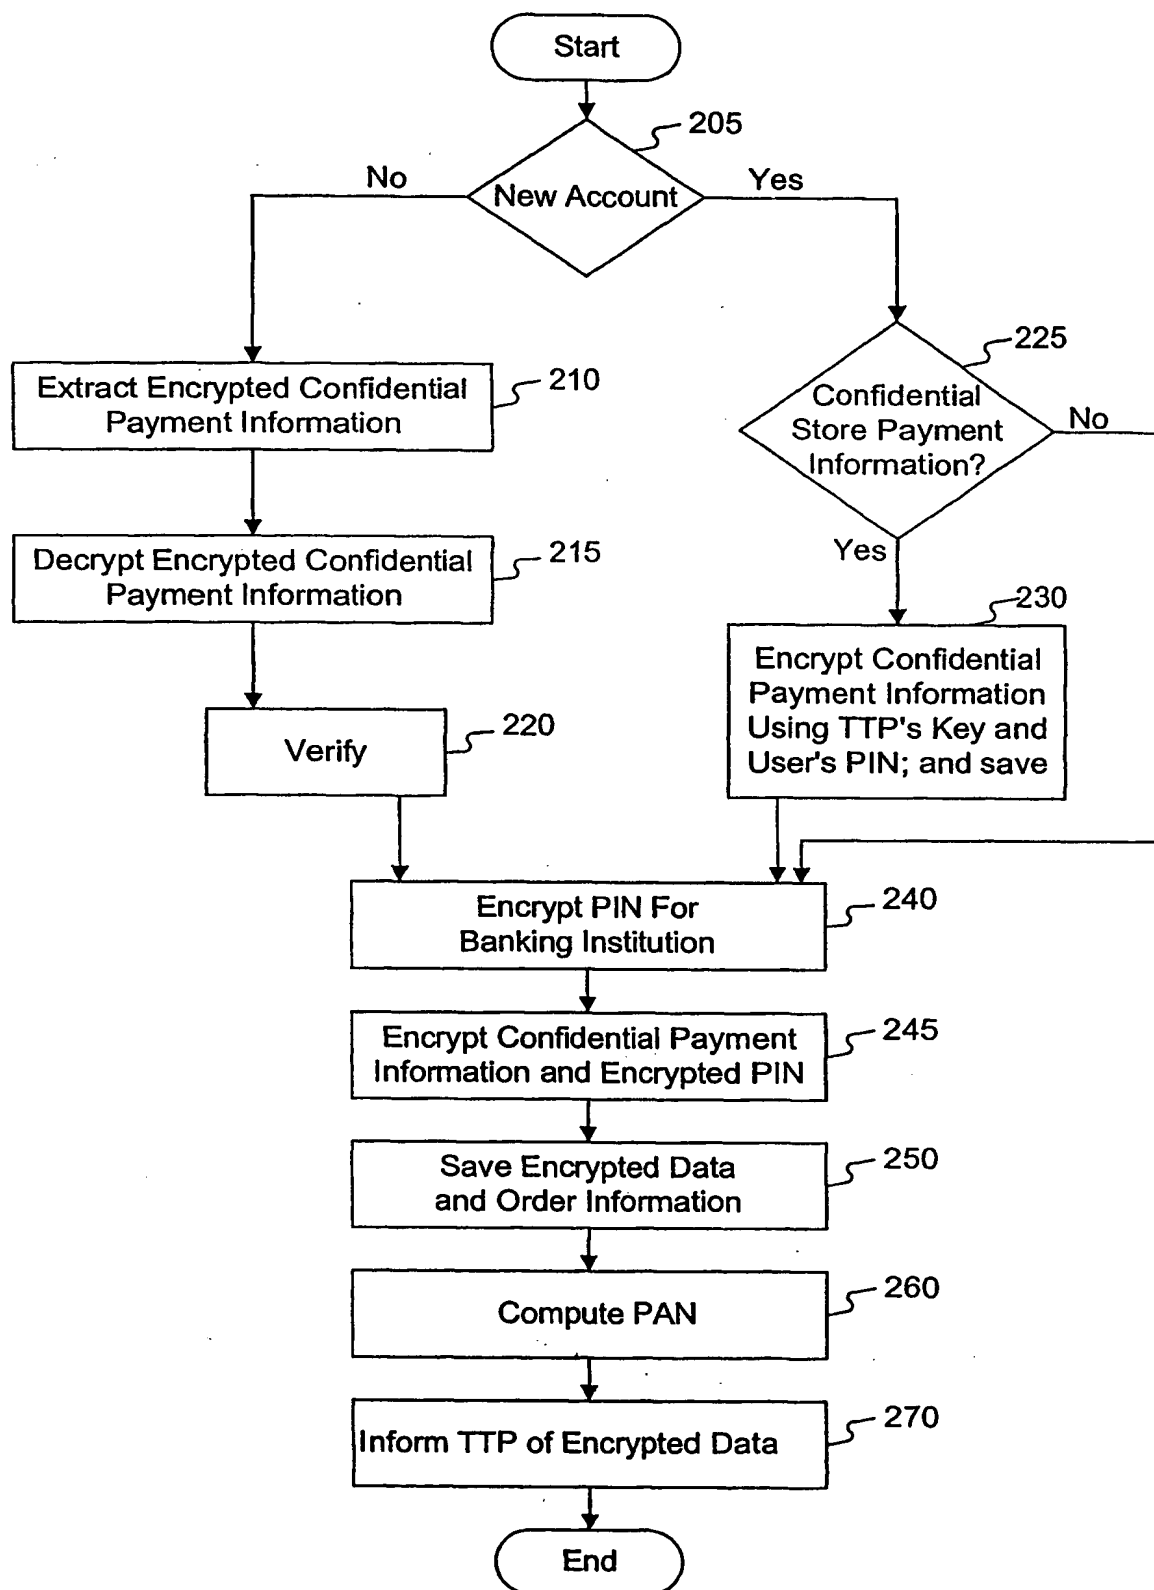 Start
205
No
Yes
New Account
225
210
Extract Encrypted Confidential
Payment Information
Confidential
Store Payment
Information?
No
215
Decrypt Encrypted Confidential
Payment Information
Yes
230
Encrypt Confidential
Payment Information
Using TTP's Key and
User's PIN; and save
220
Verify
240
Encrypt PIN For
Banking Institution
245
Encrypt Confidential Payment
Information and Encrypted PIN
250
Save Encrypted Data
and Order Information
260
Compute PAN
270
Inform TTP of Encrypted Data
End